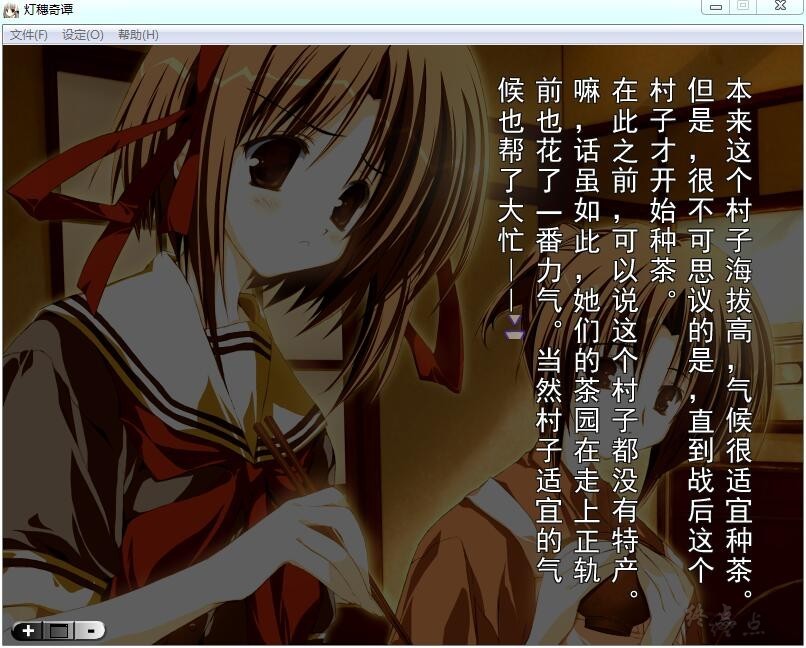 灯穗奇谭
文件(F) 设定(O) 帮助(H)
本来这个村子海拔高，气候很适宜种茶。
但是，很不可思议的是，直到战后这个
村子才开始种茶。
在此之前，可以说这个村子都没有特产。
嘛，话虽如此，她们的茶园在走上正轨
前也花了一番力气。当然村子适宜的气
候也帮了大忙——